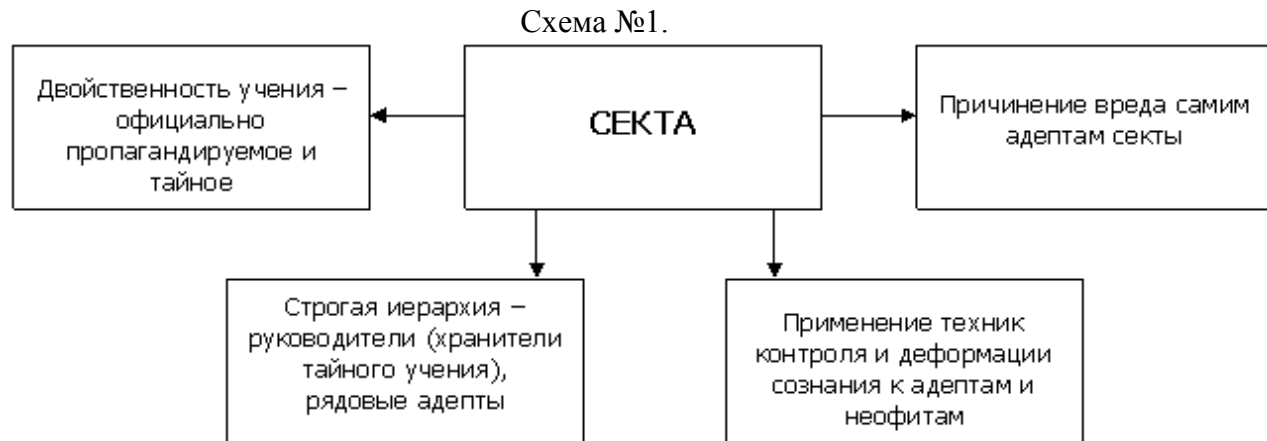 Схема №1.
Двойственность учения –
официально
пропагандируемое и
тайное
СЕКТА
Причинение вреда самим
адептам секты
Строгая иерархия –
руководители (хранители
тайного учения),
рядовые адепты
Применение техник
контроля и деформации
сознания к адептам и
неофитам